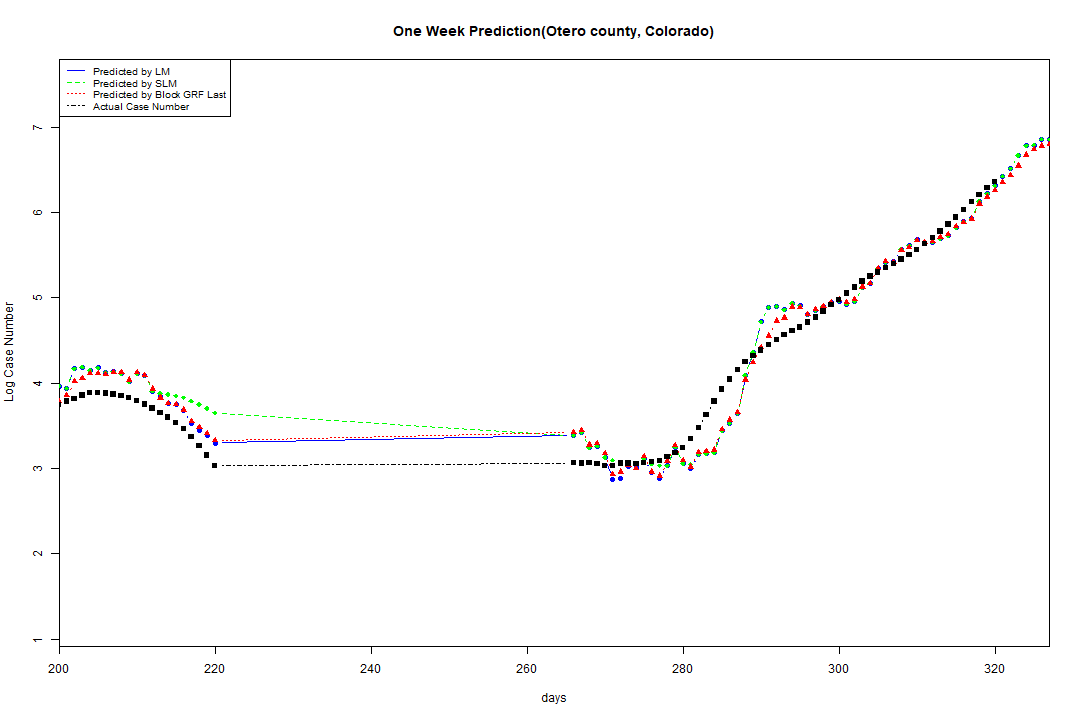 One Week Prediction(Otero county, Colorado)
Predicted by LM
Predicted by SLM
Predicted by Block GRF Last
Actual Case Number
7
6
5
4
3
2
1
Log Case Number
200 220 240 260 280 300 320
days